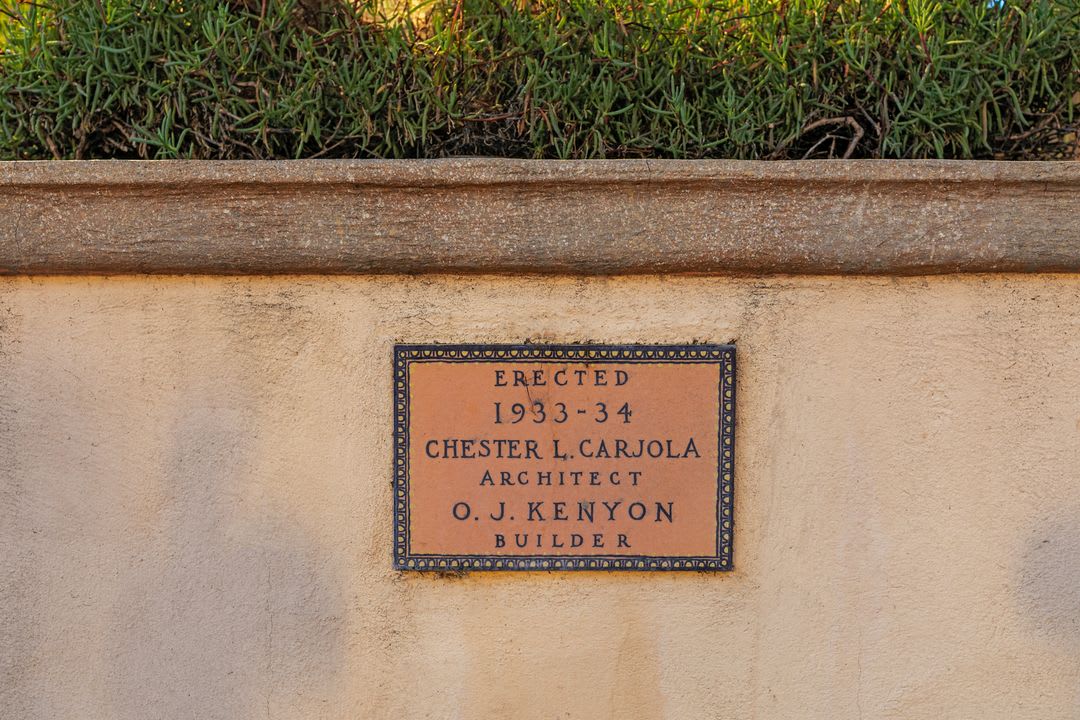 ERECTED
1933-34
CHESTER L. CARJOLA
ARCHITECT
O. J. KENYON
BUILDER